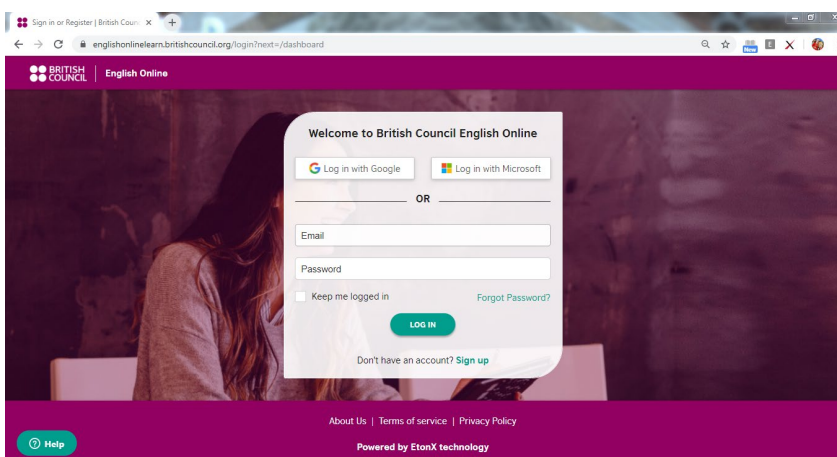 Sign in or Register | British Coun
englishonlinelearn.britishcouncil.org/login?next=/dashboard
New
BRITISH
COUNCIL
English Online
Welcome to British Council English Online
Log in with Google
Log in with Microsoft
OR
Email
Password
Keep me logged in
Forgot Password?
LOG IN
Don't have an account? Sign up
About Us | Terms of service | Privacy Policy
Help
Powered by EtonX technology